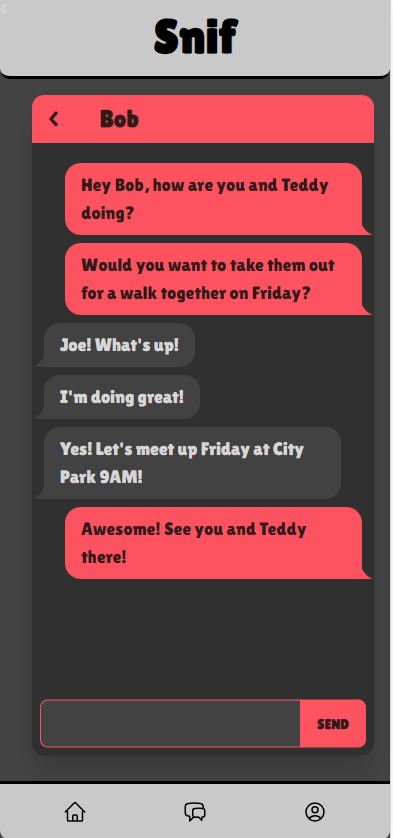 Snif
Bob
Hey Bob, how are you and Teddy
doing?
Would you want to take them out
for a walk together on Friday?
Joe! What's up!
I'm doing great!
Yes! Let's meet up Friday at City
Park 9AM!
Awesome! See you and Teddy
there!
SEND